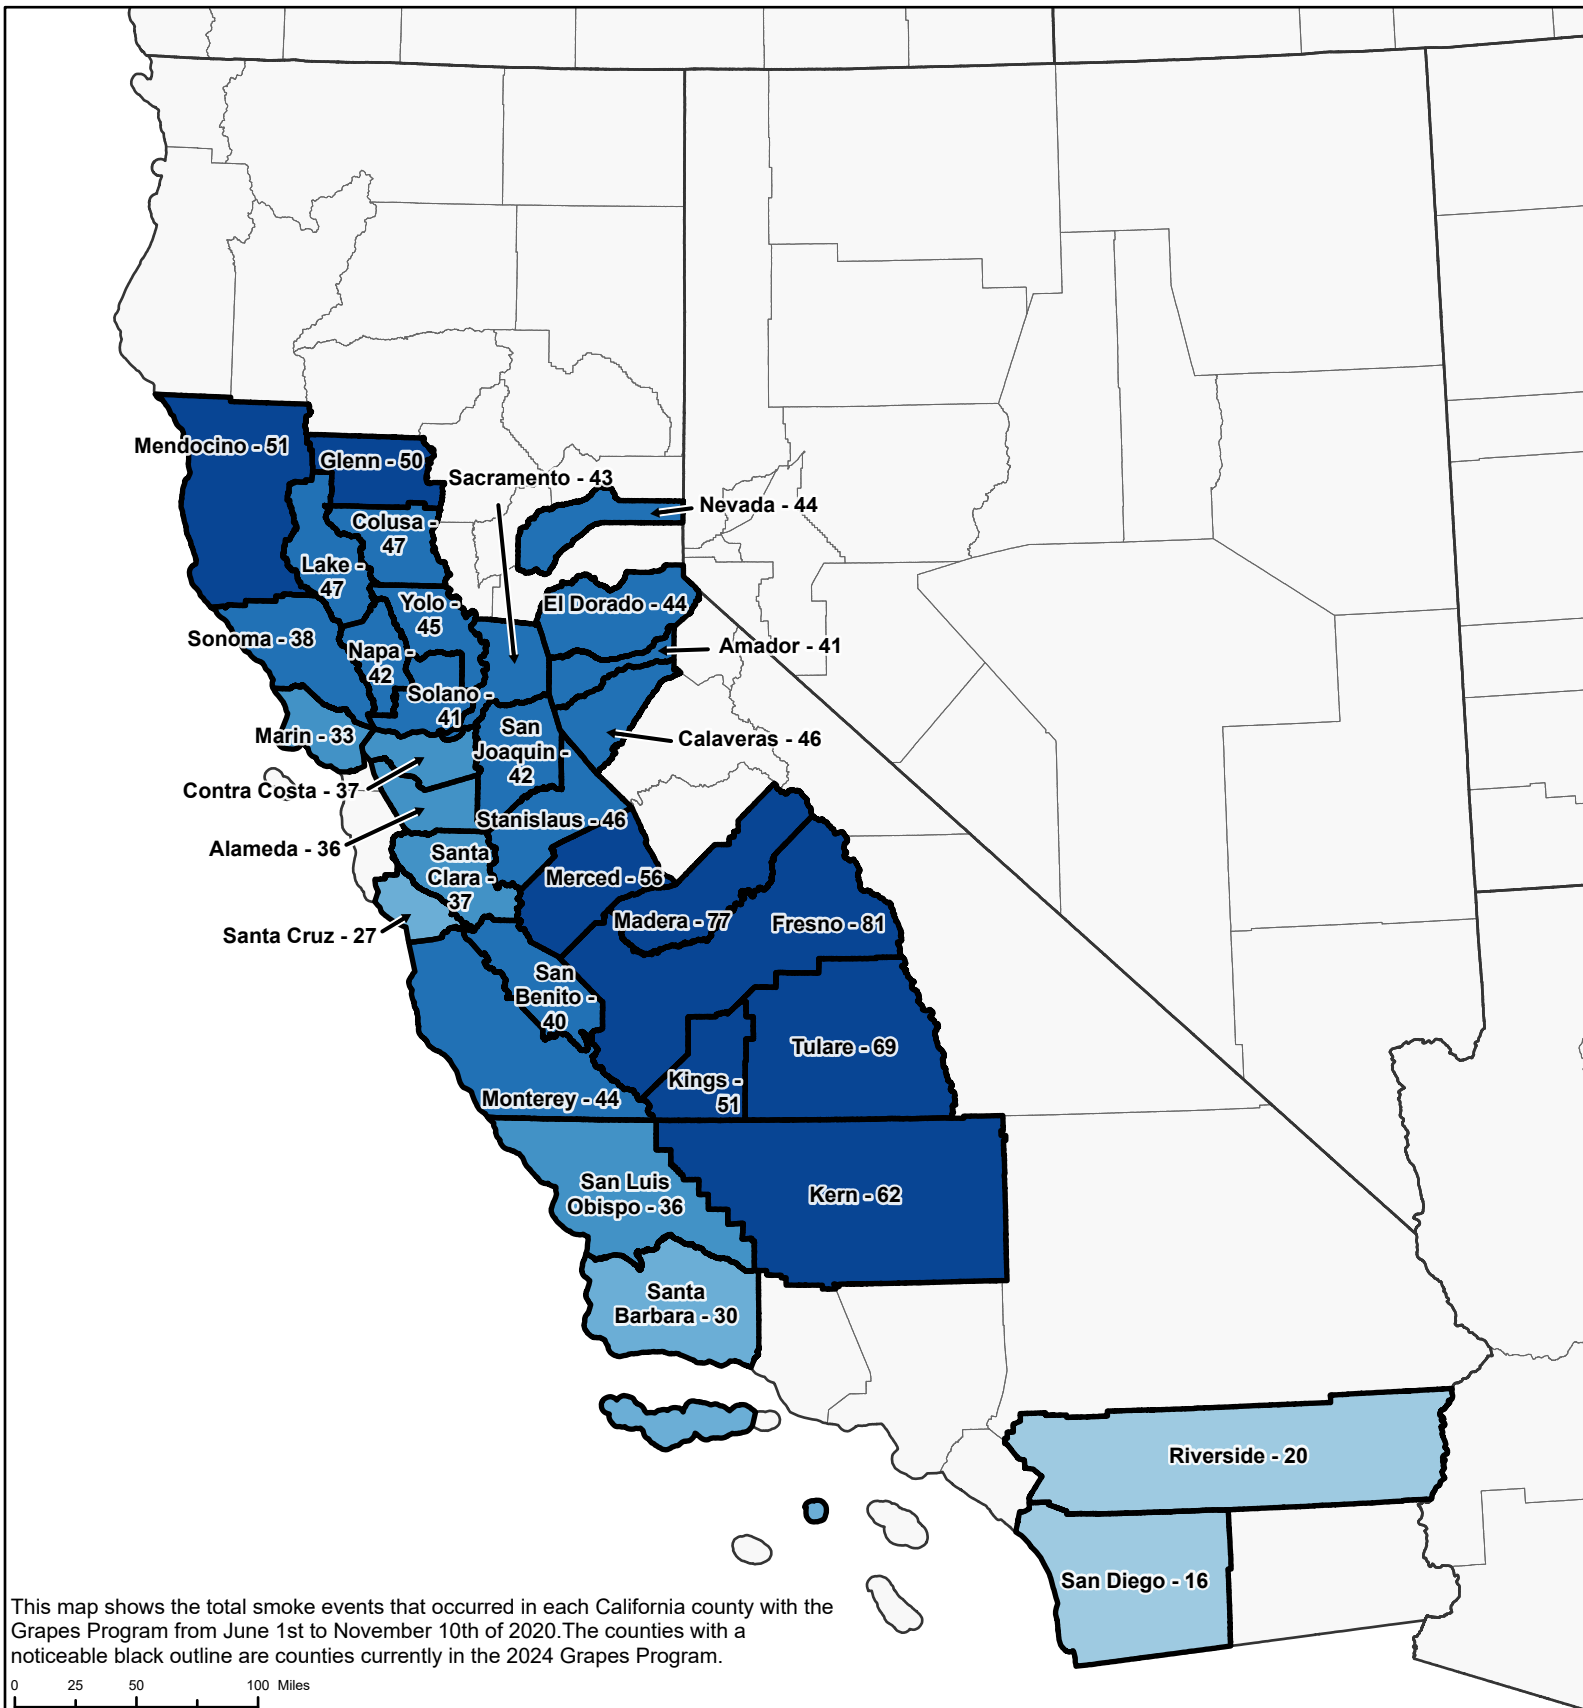 Mendocino - 51
Glenn - 50
Sacramento - 43
Nevada - 44
Colusa -
47
Lake -
47
Yolo -
45
El Dorado - 44
Sonoma - 38
Napa -
42
Amador - 41
Solano -
41
Marin - 33
San
Joaquin -
42
Calaveras - 46
Contra Costa - 37
Stanislaus - 46
Alameda - 36
Santa
Clara -
37
Merced - 56
Madera - 77
Fresno - 81
Santa Cruz - 27
San
Benito -
40
Tulare - 69
Kings -
51
Monterey - 44
San Luis
Obispo - 36
Kern - 62
Santa
Barbara - 30
Riverside - 20
San Diego - 16
This map shows the total smoke events that occurred in each California county with the
Grapes Program from June 1st to November 10th of 2020.The counties with a
noticeable black outline are counties currently in the 2024 Grapes Program.
0 25 50 100 Miles